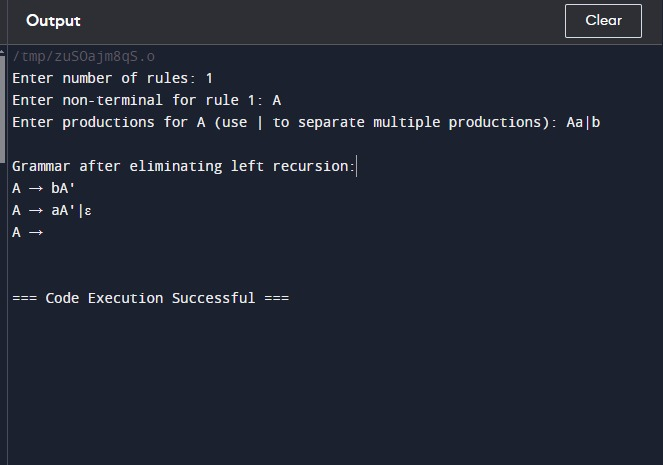 Output
Clear
/tmp/zuSOajm8qS.o
Enter number of rules: 1
Enter non-terminal for rule 1: A
Enter productions for A (use | to separate multiple productions): Aa|b
Grammar after eliminating left recursion:
A → bA'
A → aA'|ε
A →
=== Code Execution Successful ===